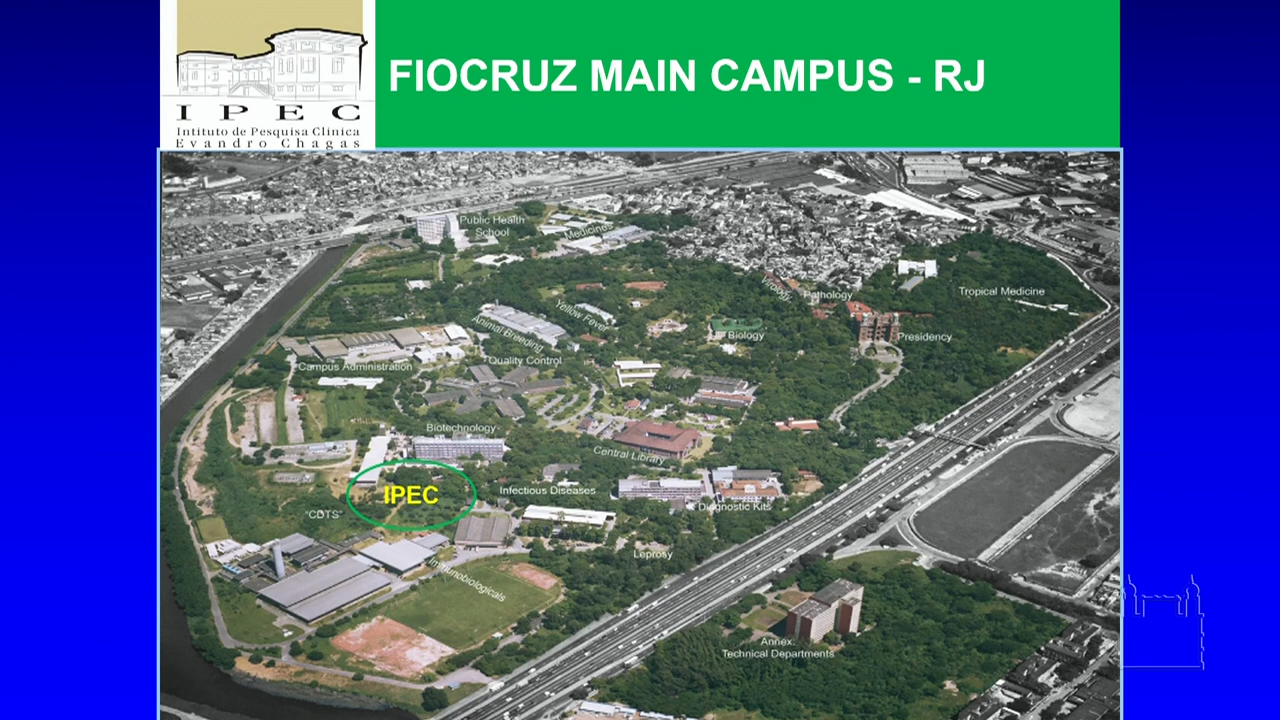 IPEC
Intituto de Pesquisa Clinica
Evandro Chagas
FIOCRUZ MAIN CAMPUS - RJ
Public Health
School
Medicines
Virology
Pathology
Tropical Medicine
Yellow Fever
Animal Breeding
Biology
Presidency
Quality Control
Campus Administration
Biotechnology
Central Library
IPEC
Infectious Diseases
Diagnostic Kits
"CDTS"
Leprosy
Immunobiologicals
Annex:
Technical Departments